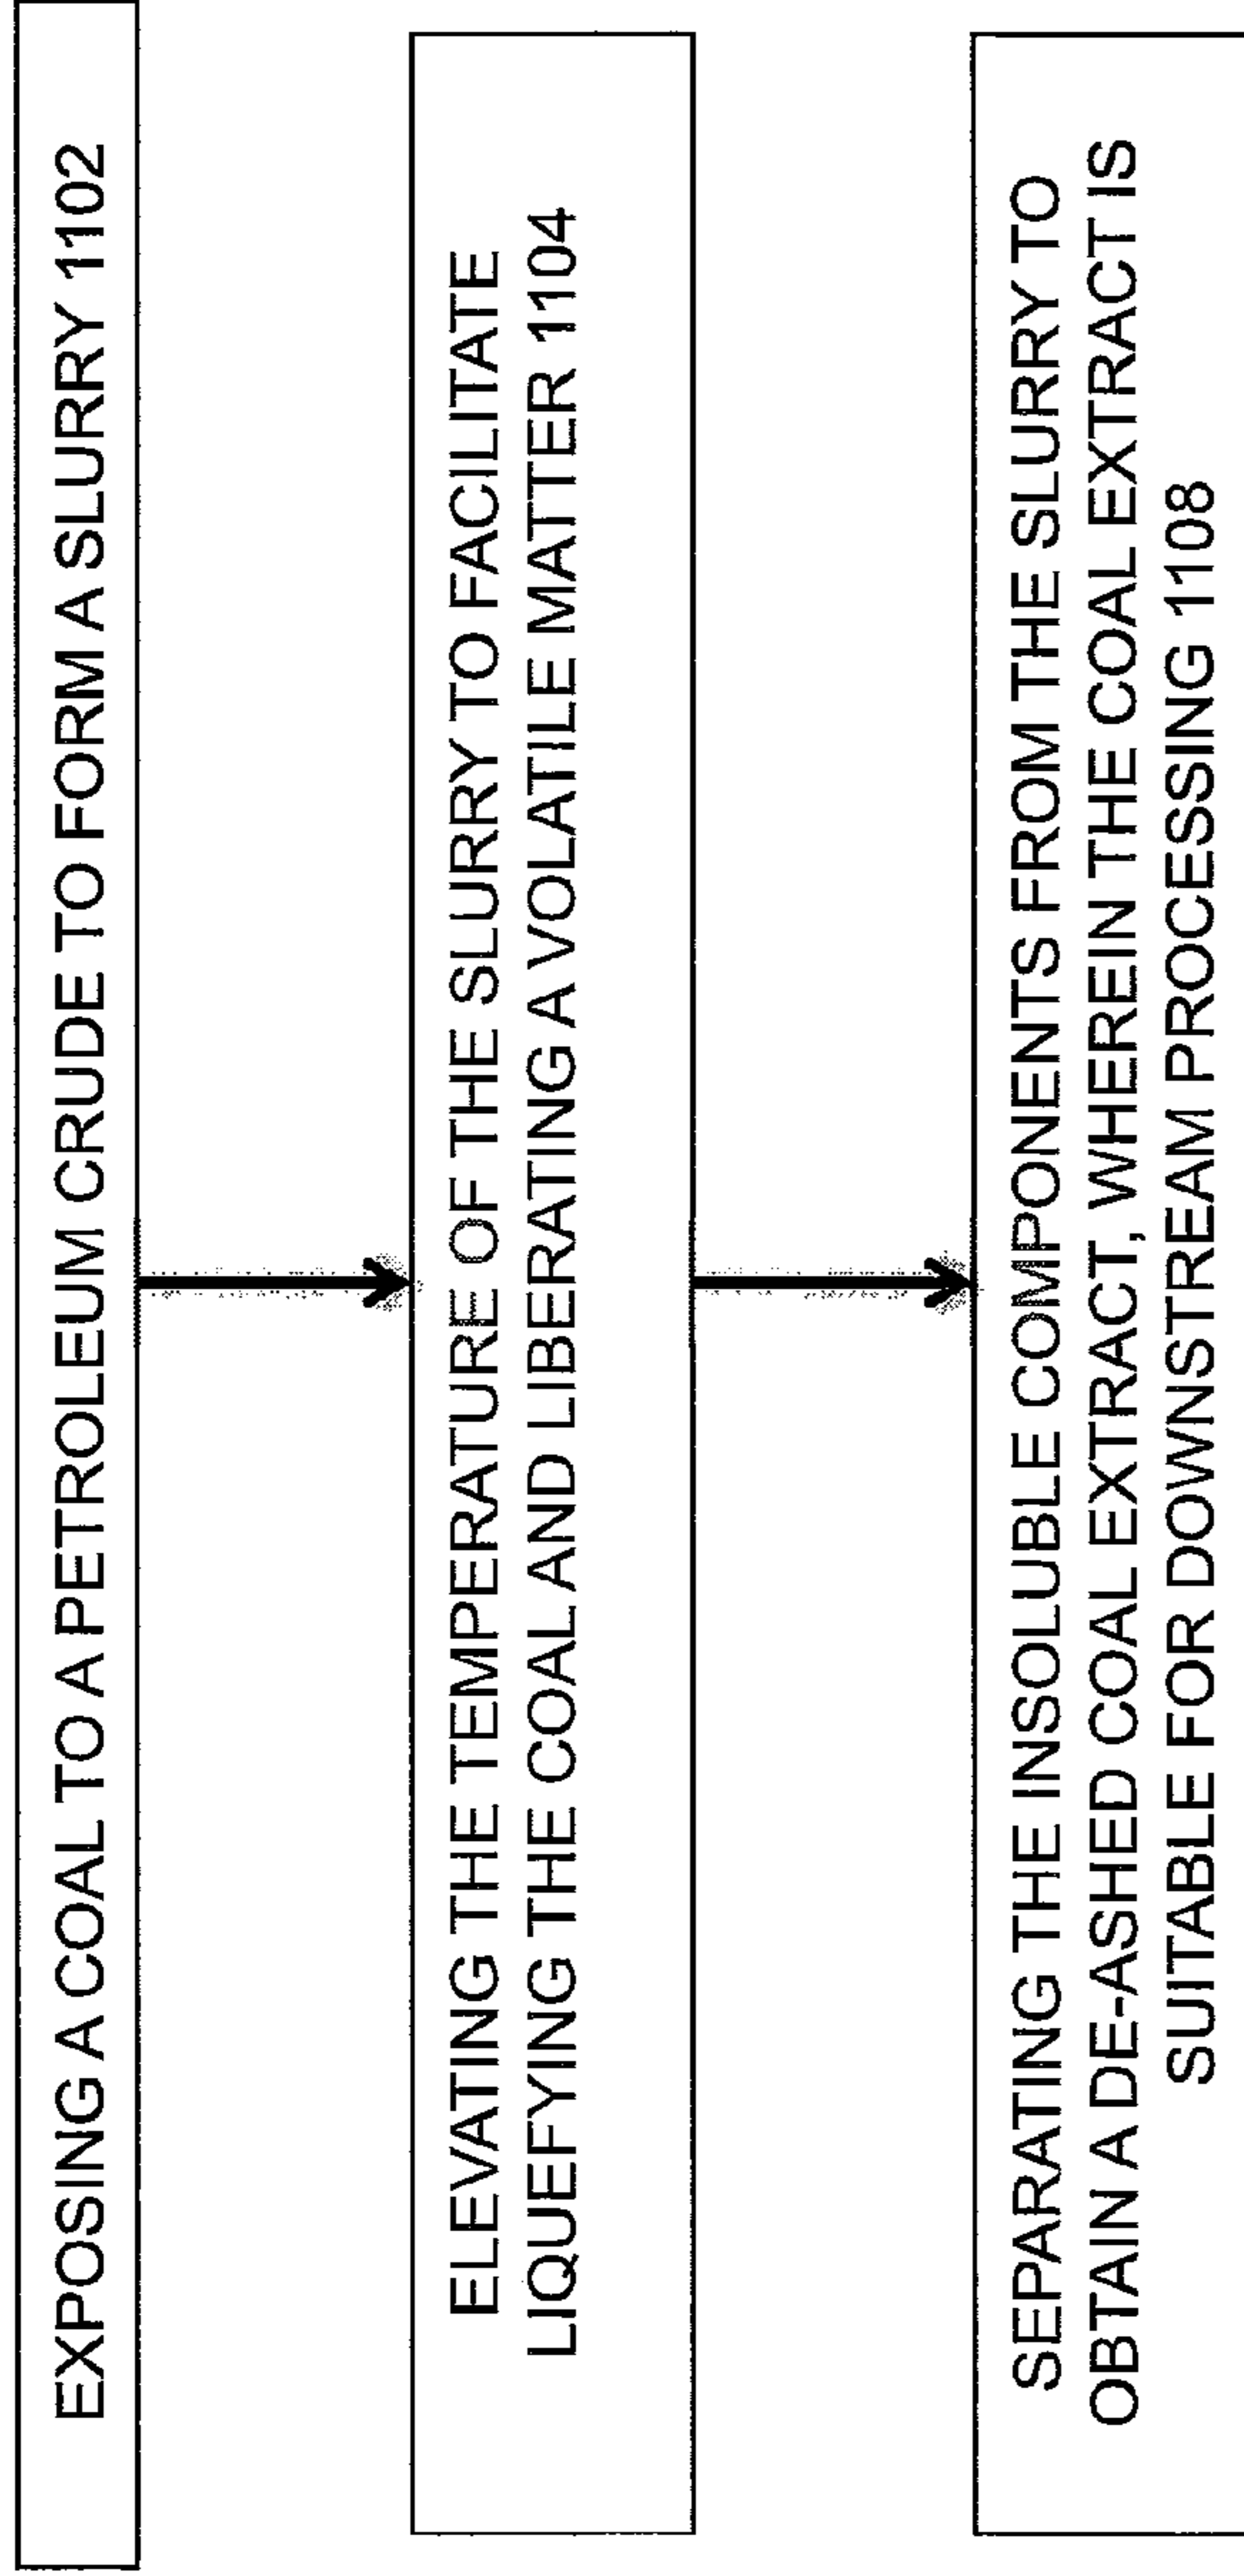 EXPOSING A COAL TO A PETROLEUM CRUDE TO FORM A SLURRY 1102
ELEVATING THE TEMPERATURE OF THE SLURRY TO FACILITATE
LIQUEFYING THE COAL AND LIBERATING A VOLATILE MATTER 1104
SEPARATING THE INSOLUBLE COMPONENTS FROM THE SLURRY TO
OBTAIN A DE-ASHED COAL EXTRACT, WHEREIN THE COAL EXTRACT IS
SUITABLE FOR DOWNSTREAM PROCESSING 1108